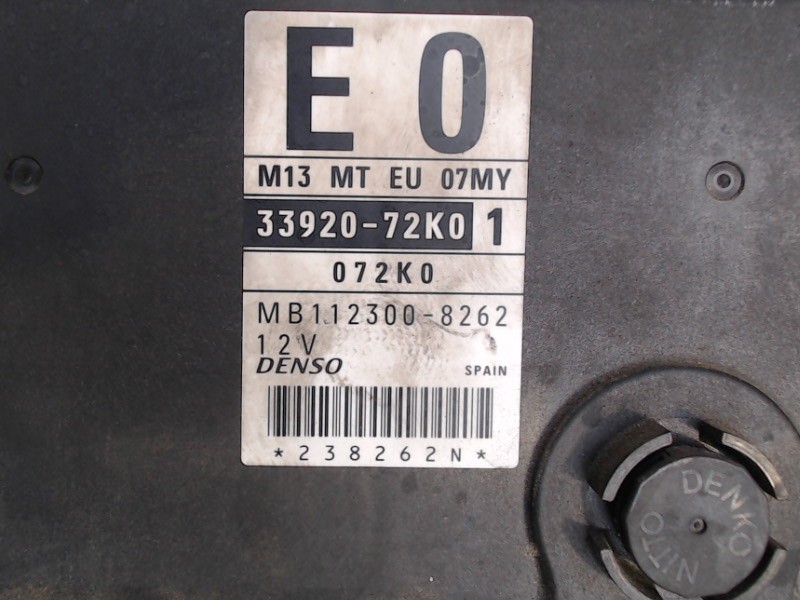 E 0
M13 MT EU 07MY
33920-72K0 1
072K0
MB112300-8262
12V
DENSO SPAIN
*238262N*
DENKO
NITTO